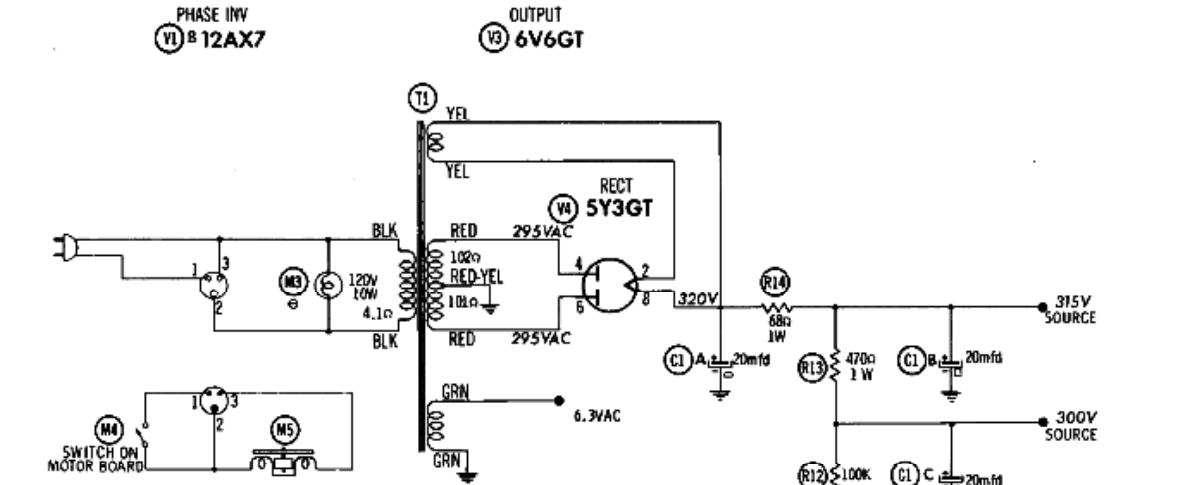 PHASE INV
V1 B 12AX7
OUTPUT
V3 6V6GT
T1
YEL
YEL
RECT
V4 5Y3GT
BLK
RED
295VAC
1
3
2
M3
120V
10W
4.1Ω
102Ω
RED-YEL
101Ω
4
6
2
8
320V
R14
68Ω
1W
315V
SOURCE
BLK
RED
295VAC
C1 A 20mfd
R13
470Ω
1W
C1 B 20mfd
1
3
2
GRN
6.3VAC
M4
SWITCH ON
MOTOR BOARD
M5
GRN
300V
SOURCE
R12 100K
C1 C 20mfd